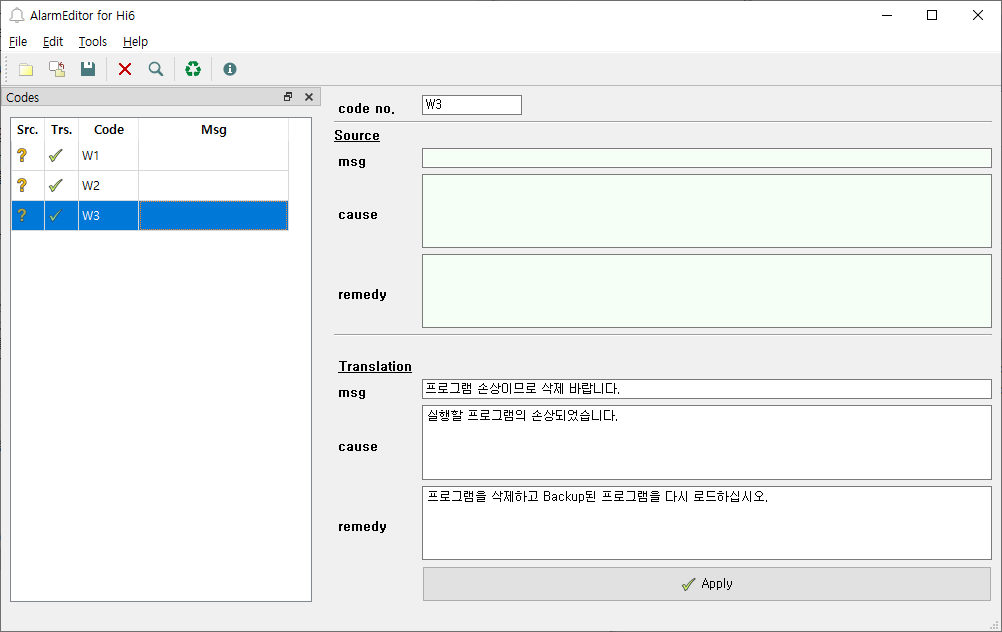 AlarmEditor for Hi6
File Edit Tools Help
Codes
Src. Trs. Code Msg
W1
W2
W3
code no. W3
Source
msg
cause
remedy
Translation
msg 프로그램 손상이므로 삭제 바랍니다.
cause 실행할 프로그램의 손상되었습니다.
remedy 프로그램을 삭제하고 Backup된 프로그램을 다시 로드하십시오.
Apply